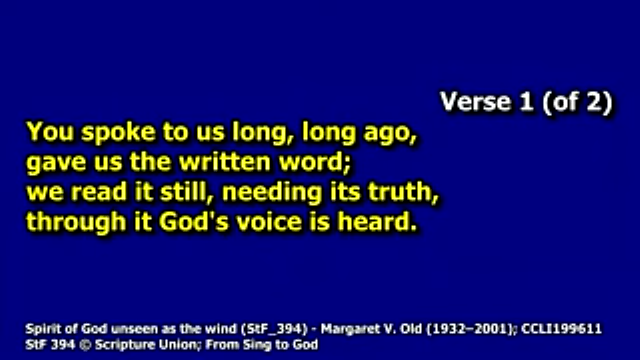 Verse 1 (of 2)
You spoke to us long, long ago,
gave us the written word;
we read it still, needing its truth,
through it God's voice is heard.
Spirit of God unseen as the wind (StF_394) - Margaret V. Old (1932–2001); CCLI199611
StF 394 © Scripture Union; From Sing to God